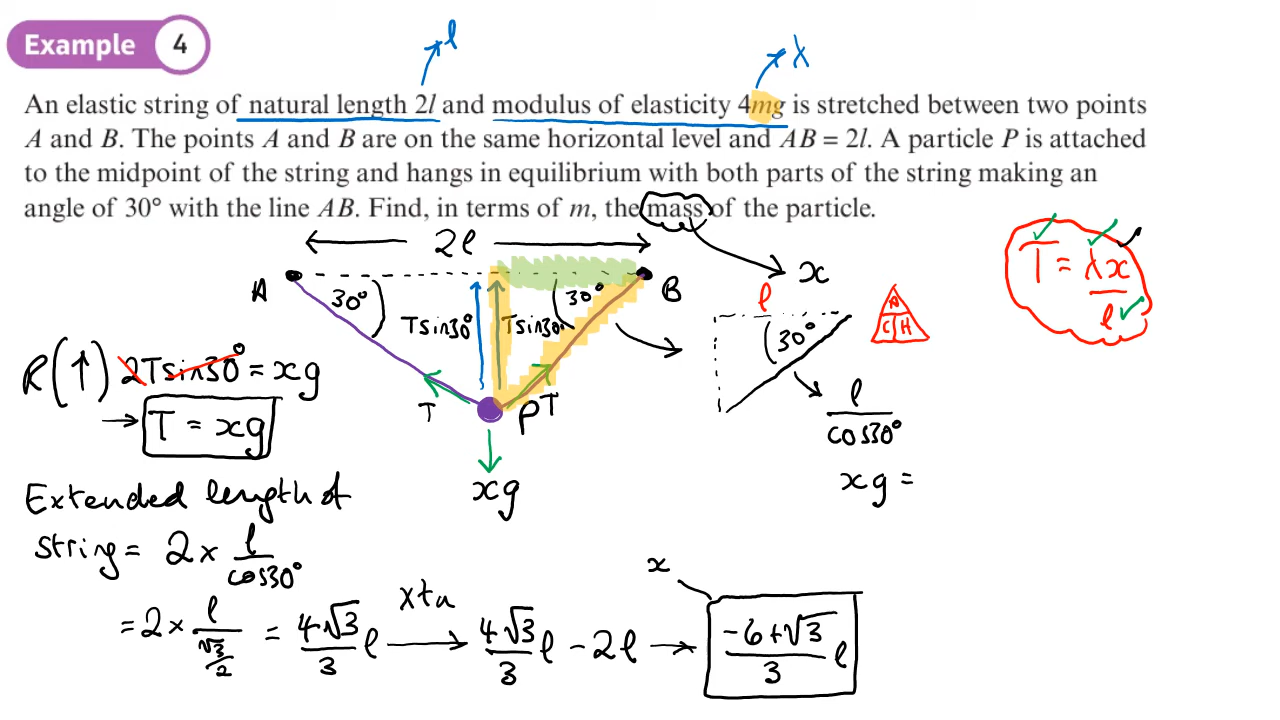 Example 4
l
λ
An elastic string of natural length 2l and modulus of elasticity 4mg is stretched between two points
A and B. The points A and B are on the same horizontal level and AB = 2l. A particle P is attached
to the midpoint of the string and hangs in equilibrium with both parts of the string making an
angle of 30° with the line AB. Find, in terms of m, the mass of the particle.
2l
x
T = λx/l
A
30°
30°
B
l
30°
A
C H
Tsin30°
Tsin30°
R(↑) 2Tsin30° = xg
T
P
T
l/cos30°
→ T = xg
xg
xg =
Extended length of
string = 2 × l/cos30°
x
= 2 × l/(√3/2) = 4√3/3 l xtn 4√3/3 l - 2l → (-6+√3)/3 l